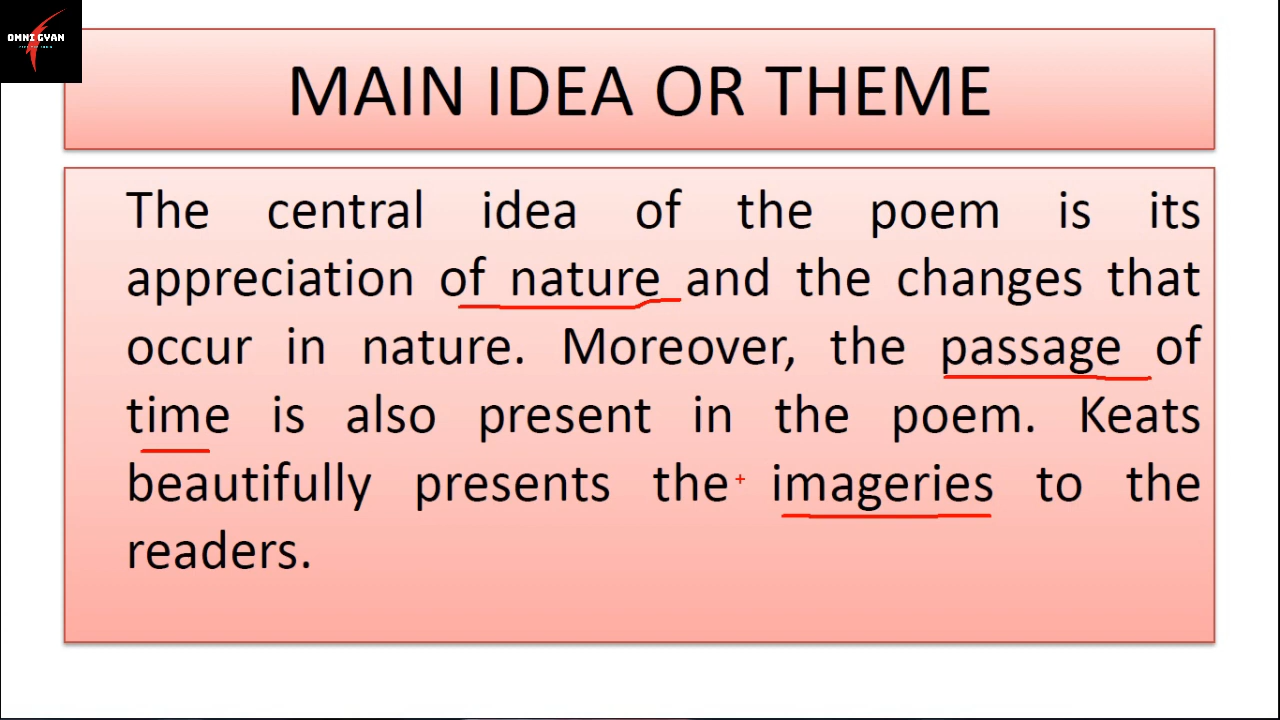 OMNI GYAN
MAIN IDEA OR THEME
The central idea of the poem is its
appreciation of nature and the changes that
occur in nature. Moreover, the passage of
time is also present in the poem. Keats
beautifully presents the imageries to the
readers.